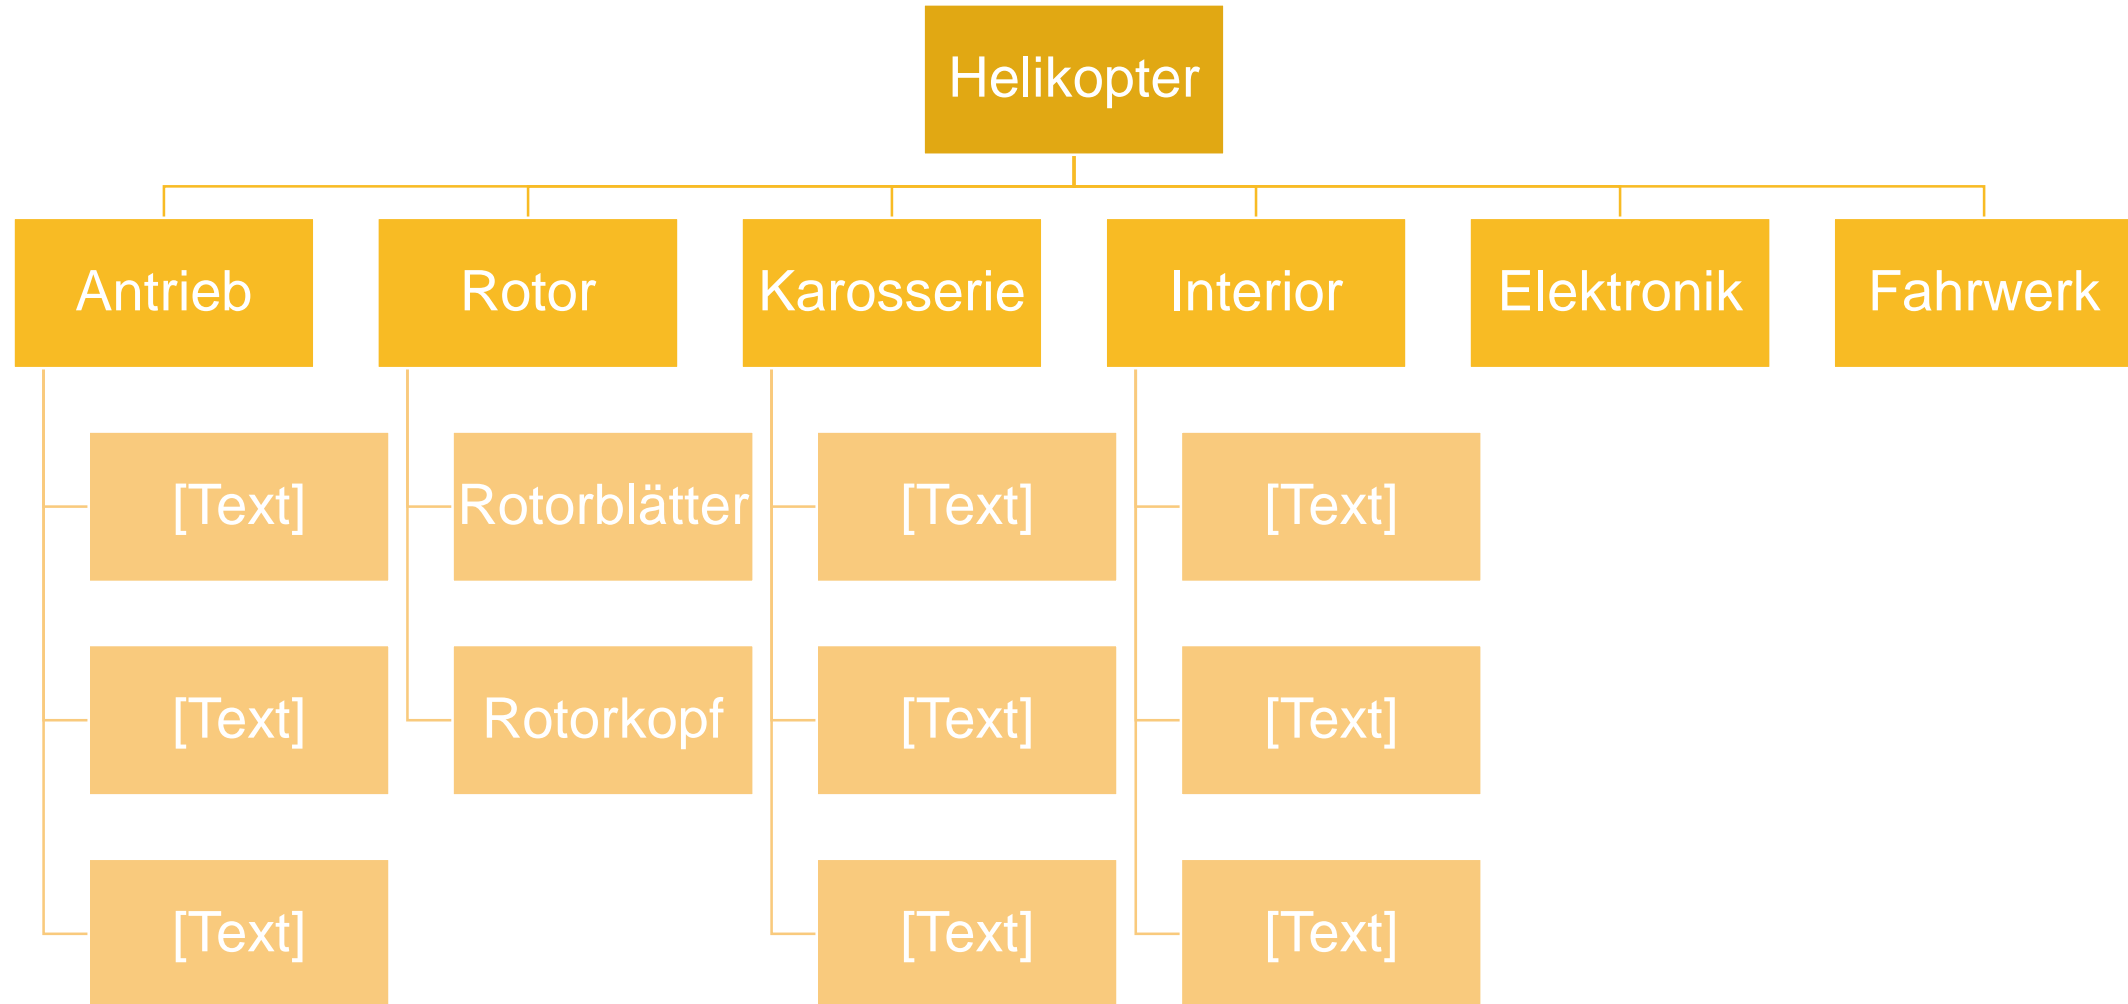 Helikopter
Antrieb
Rotor
Karosserie
Interior
Elektronik
Fahrwerk
[Text]
Rotorblätter
[Text]
[Text]
[Text]
Rotorkopf
[Text]
[Text]
[Text]
[Text]
[Text]